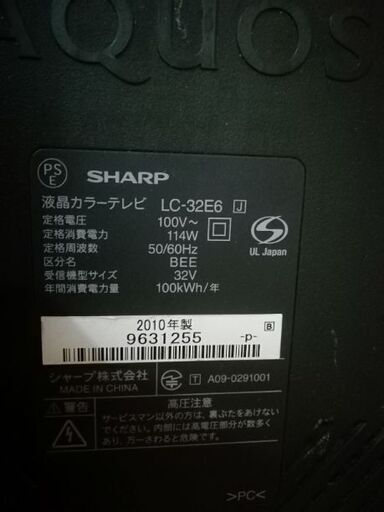 AQUOS
PS
E
SHARP
液晶カラーテレビ LC-32E6 J
定格電圧 100V~
定格消費電力 114W
定格周波数 50/60Hz
区分名 BEE
受信機型サイズ 32V
年間消費電力量 100kWh/年
S
UL Japan
2010年製 B
9631255 -P-
シャープ株式会社
MADE IN CHINA
T A09-0291001
警告 高圧注意
サービスマン以外の方は、裏ぶたをあけない
でください。内部には高電圧部分が数多く
あり、万一さわると危険です。
>PC<